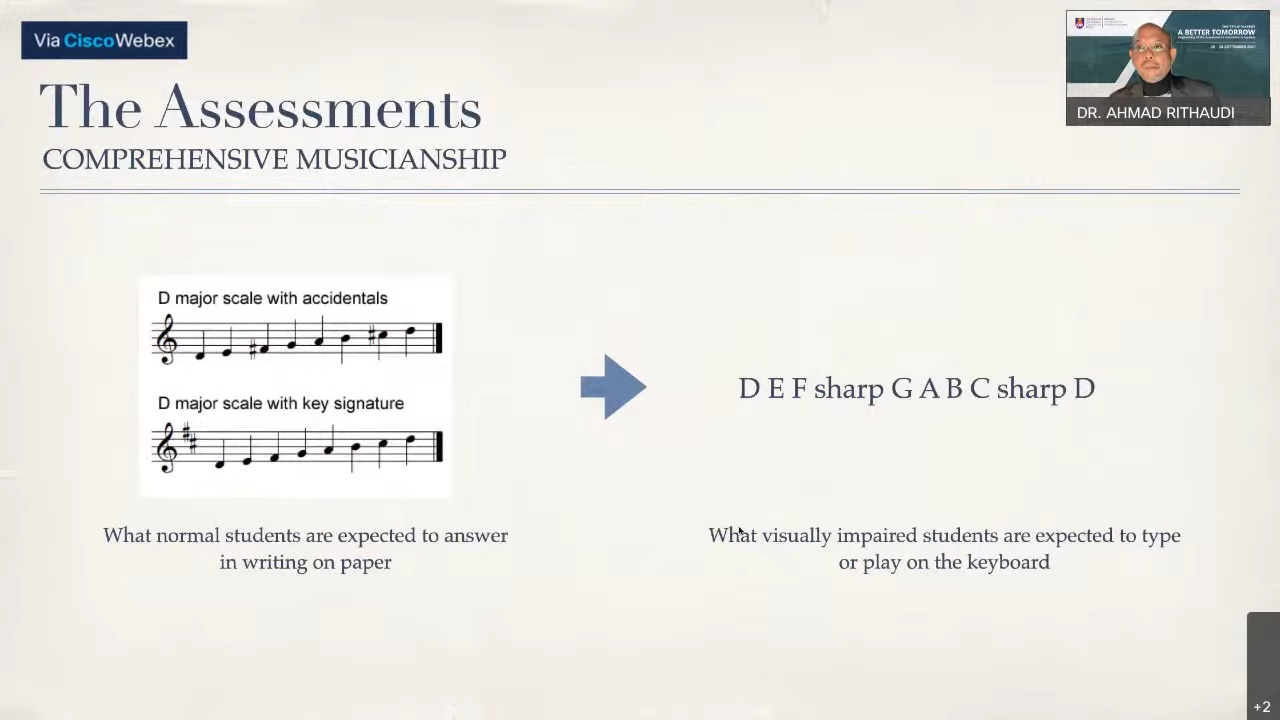 Via CiscoWebex
A BETTER TOMORROW
DR. AHMAD RITHAUDI
The Assessments
COMPREHENSIVE MUSICIANSHIP
D major scale with accidentals
D major scale with key signature
D E F sharp G A B C sharp D
What normal students are expected to answer
in writing on paper
What visually impaired students are expected to type
or play on the keyboard
+2